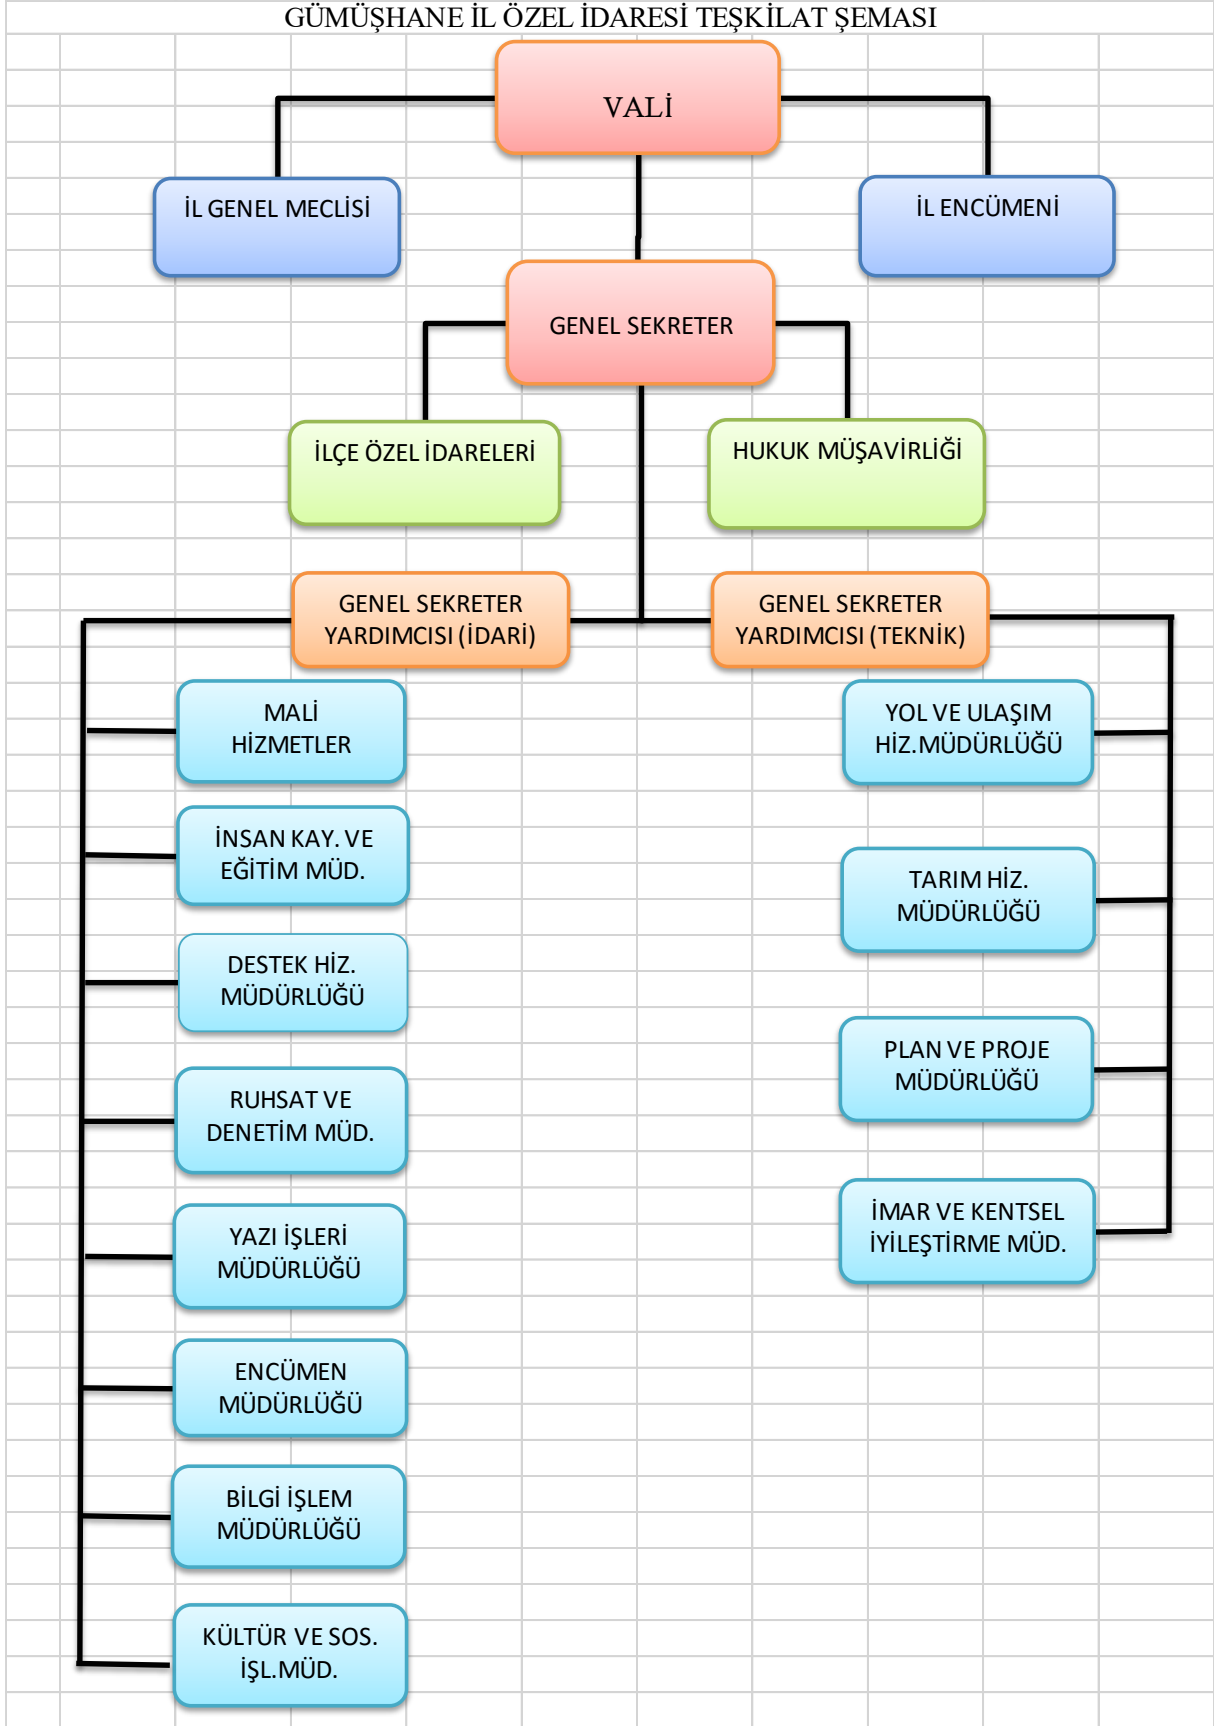 GÜMÜŞHANE İL ÖZEL İDARESİ TEŞKİLAT ŞEMASI
VALİ
İL GENEL MECLİSİ
İL ENCÜMENİ
GENEL SEKRETER
İLÇE ÖZEL İDARELERİ
HUKUK MÜŞAVİRLİĞİ
GENEL SEKRETER
YARDIMCISI (İDARİ)
GENEL SEKRETER
YARDIMCISI (TEKNİK)
MALİ
HİZMETLER
İNSAN KAY. VE
EĞİTİM MÜD.
DESTEK HİZ.
MÜDÜRLÜĞÜ
RUHSAT VE
DENETİM MÜD.
YAZI İŞLERİ
MÜDÜRLÜĞÜ
ENCÜMEN
MÜDÜRLÜĞÜ
BİLGİ İŞLEM
MÜDÜRLÜĞÜ
KÜLTÜR VE SOS.
İŞL.MÜD.
YOL VE ULAŞIM
HİZ.MÜDÜRLÜĞÜ
TARIM HİZ.
MÜDÜRLÜĞÜ
PLAN VE PROJE
MÜDÜRLÜĞÜ
İMAR VE KENTSEL
İYİLEŞTİRME MÜD.